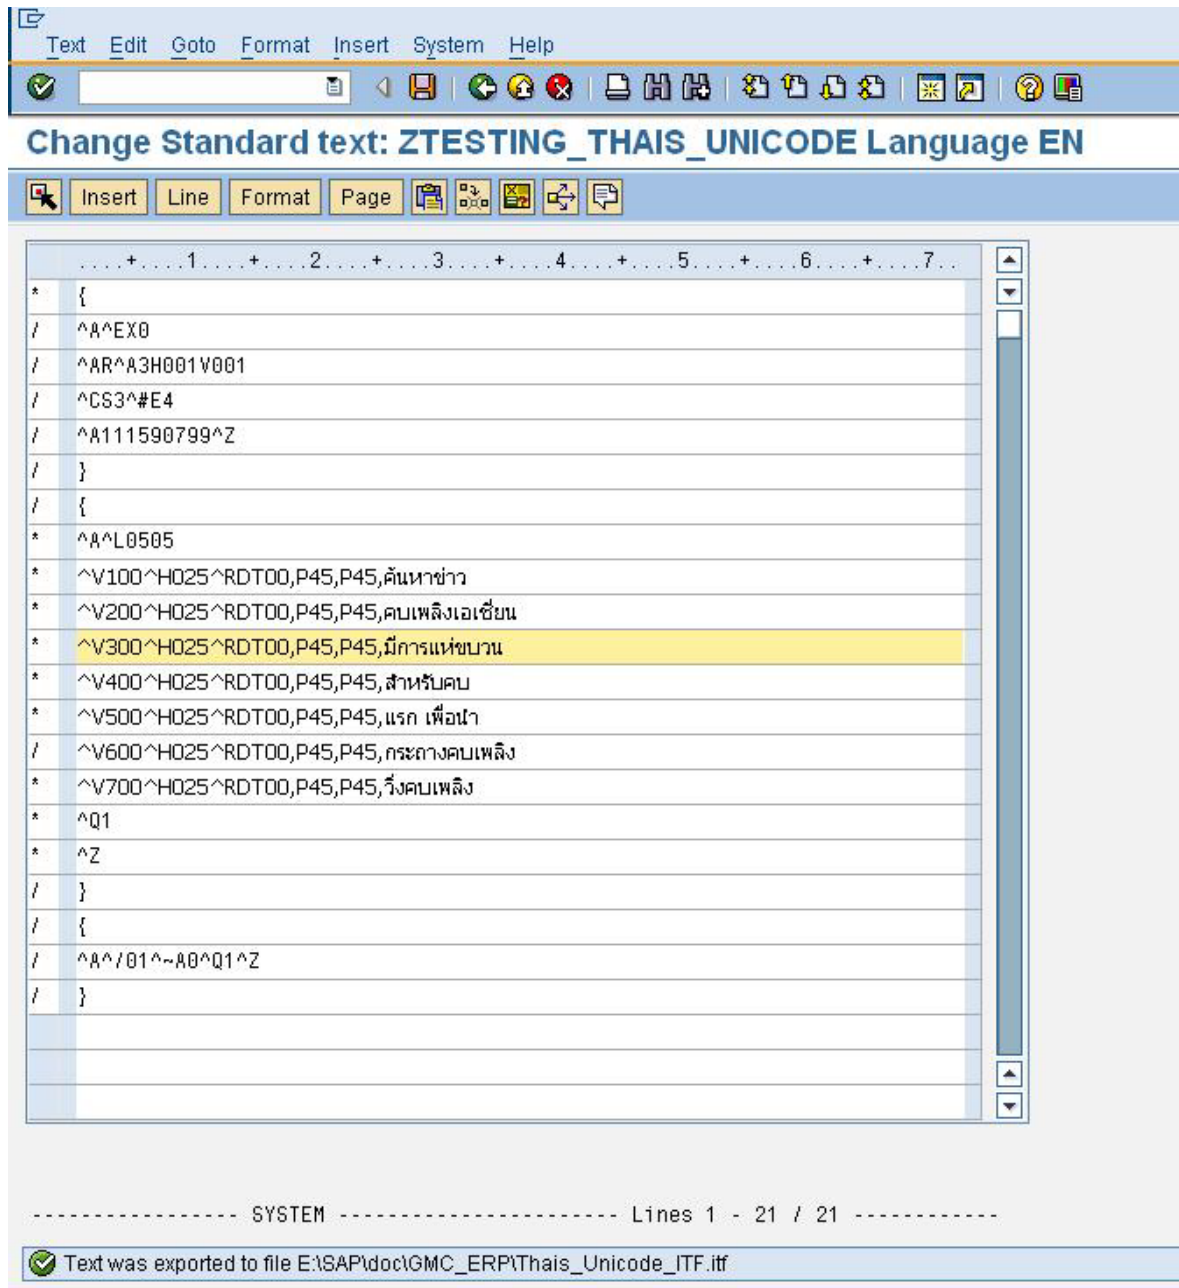 Text Edit Goto Format Insert System Help
Change Standard text: ZTESTING_THAIS_UNICODE Language EN
Insert Line Format Page
....+....1....+....2....+....3....+....4....+....5....+....6....+....7..
* {
/ ^A^EX0
/ ^AR^A3H001V001
/ ^CS3^#E4
/ ^A111590799^Z
/ }
/ {
* ^A^L0505
* ^V100^H025^RDT00,P45,P45,ค้นหาข่าว
* ^V200^H025^RDT00,P45,P45,คบเพลิงเอเชี่ยน
* ^V300^H025^RDT00,P45,P45,มีการแห่ขบวน
* ^V400^H025^RDT00,P45,P45,สำหรับคบ
* ^V500^H025^RDT00,P45,P45,แรก เพื่อนำ
/ ^V600^H025^RDT00,P45,P45,กระถางคบเพลิง
* ^V700^H025^RDT00,P45,P45,วิ่งคบเพลิง
* ^Q1
* ^Z
/ }
/ {
/ ^A^/01^~A0^Q1^Z
/ }
----------------- SYSTEM ----------------------- Lines 1 - 21 / 21 ------------
Text was exported to file E:\SAP\doc\GMC_ERP\Thais_Unicode_ITF.itf